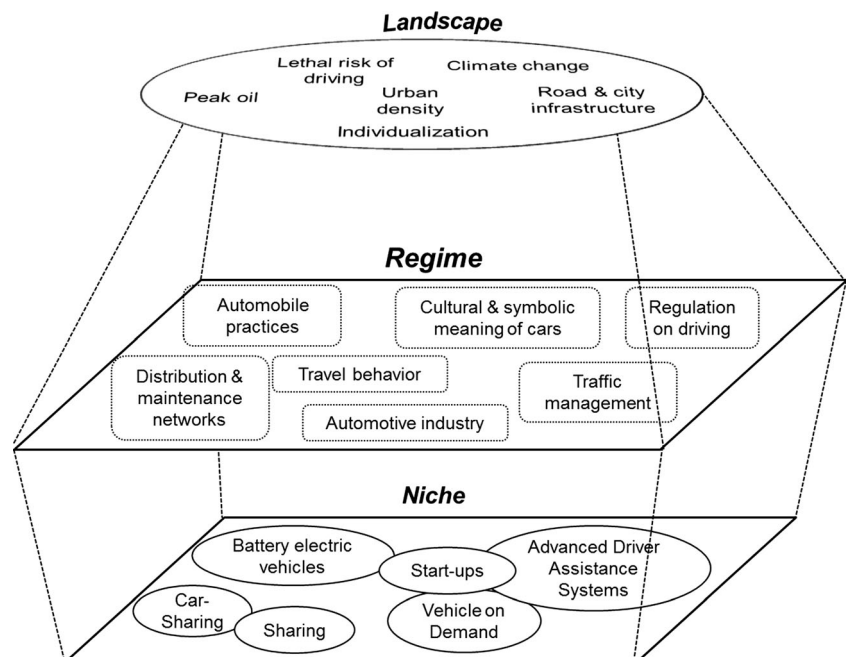 Landscape
Lethal risk of
driving
Climate change
Peak oil
Urban
density
Road & city
infrastructure
Individualization
Regime
Automobile
practices
Cultural & symbolic
meaning of cars
Regulation
on driving
Distribution &
maintenance
networks
Travel behavior
Traffic
management
Automotive industry
Niche
Battery electric
vehicles
Start-ups
Advanced Driver
Assistance
Systems
Car-
Sharing
Sharing
Vehicle on
Demand